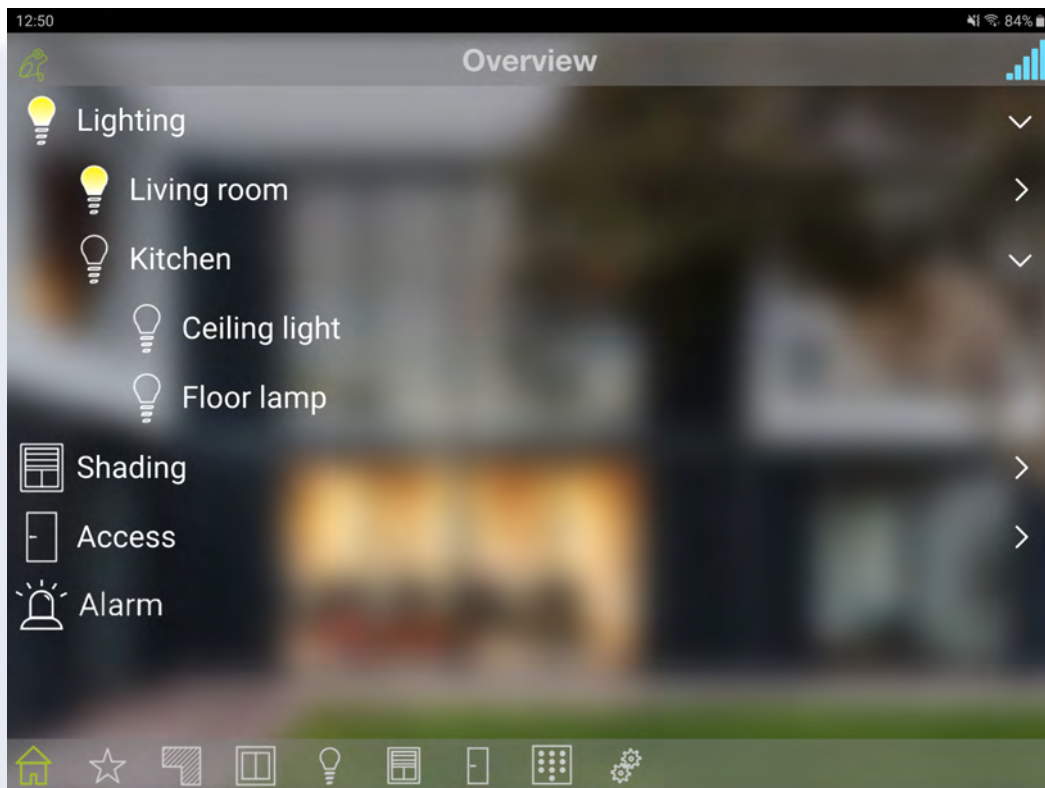 12:50
84%
Overview
Lighting
Living room
Kitchen
Ceiling light
Floor lamp
Shading
Access
Alarm